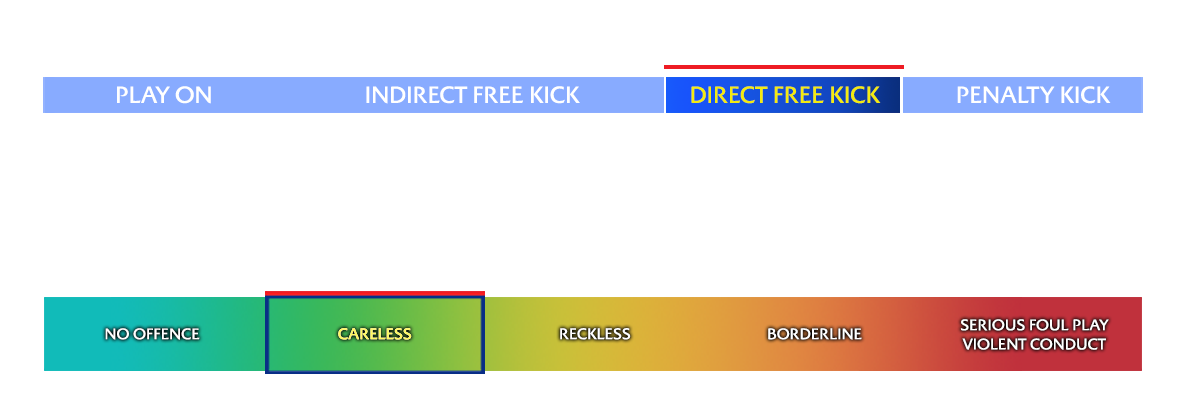 PLAY ON
INDIRECT FREE KICK
DIRECT FREE KICK
PENALTY KICK
NO OFFENCE
CARELESS
RECKLESS
BORDERLINE
SERIOUS FOUL PLAY
VIOLENT CONDUCT